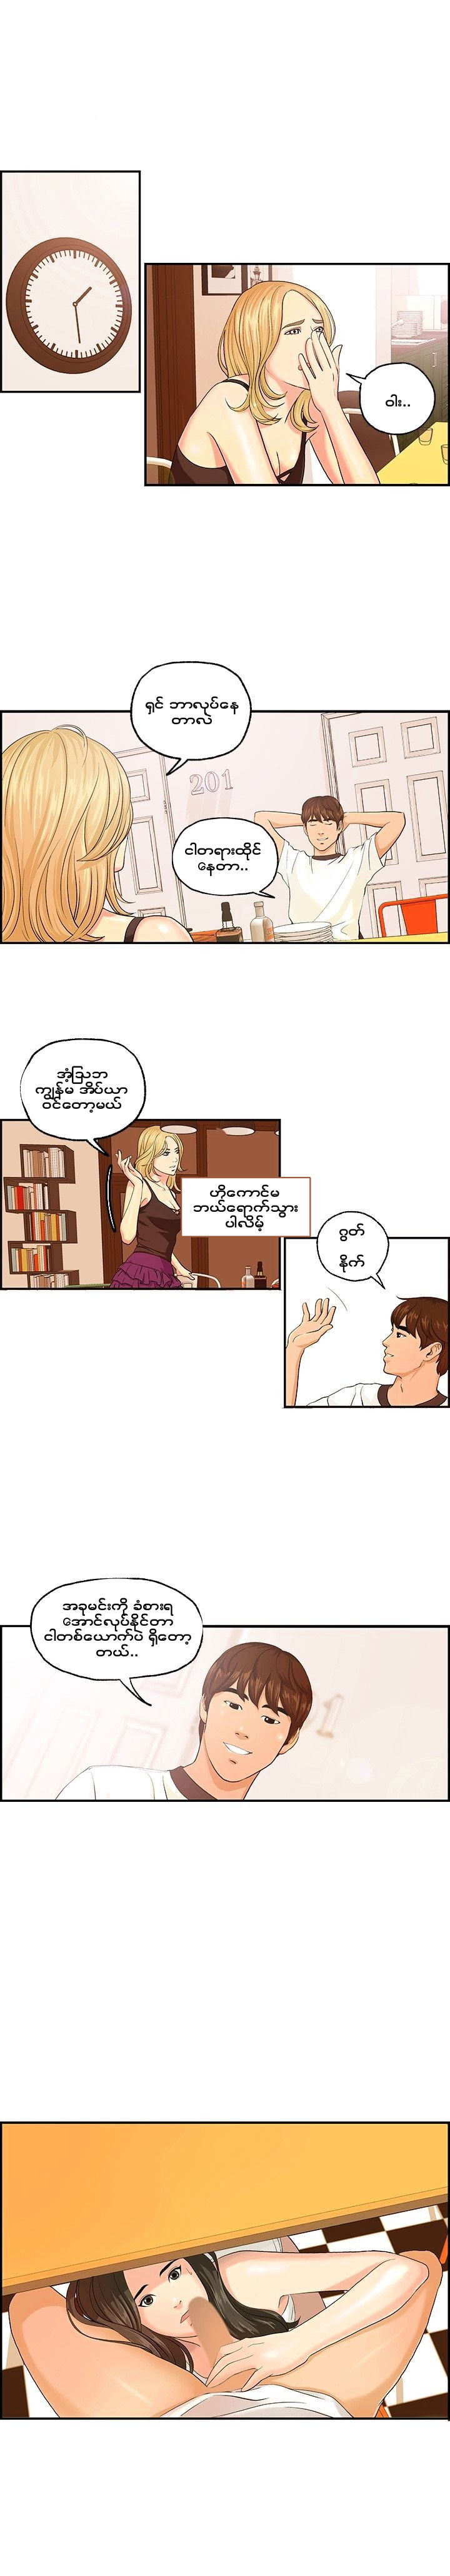 ဝါး..
ရှင် ဘာလုပ်နေ
တာလဲ
201
ငါတရားထိုင်
နေတာ..
အံ့ဩဘ
ကျွန်မ အိပ်ယာ
ဝင်တော့မယ်
ဟိုကောင်မ
ဘယ်ရောက်သွား
ပါလိမ့်
ဂွတ်
နိုက်
အခုမင်းကို ခံစားရ
အောင်လုပ်နိုင်တာ
ငါတစ်ယောက်ပဲ ရှိတော့
တယ်..
1